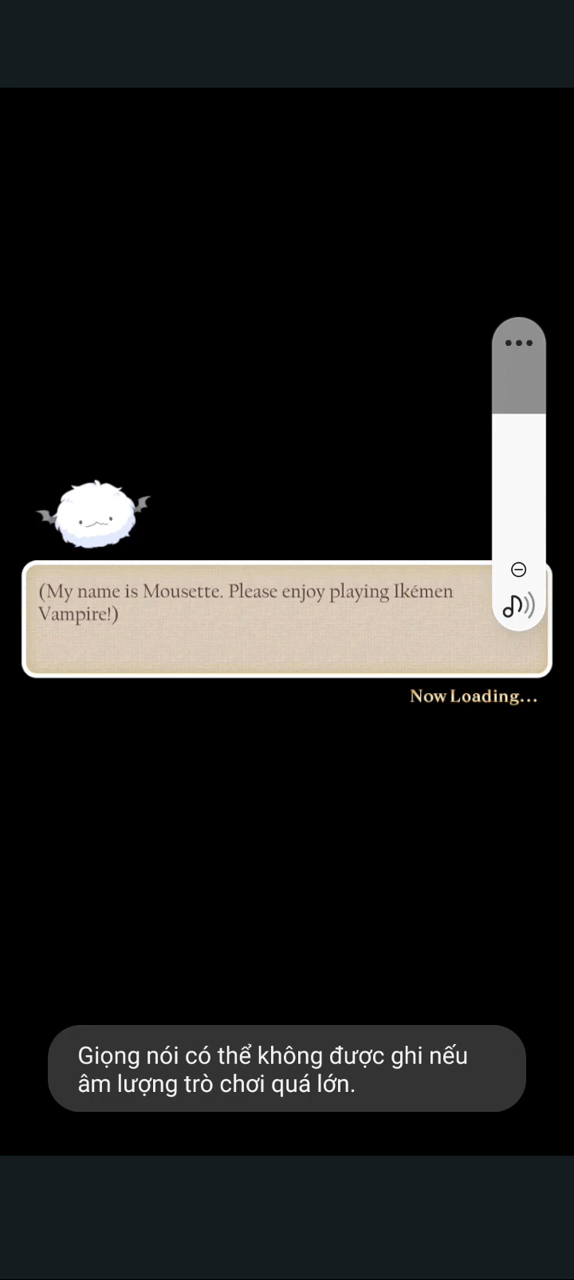 (My name is Mousette. Please enjoy playing Ikémen
Vampire!)
Now Loading...
Giọng nói có thể không được ghi nếu
âm lượng trò chơi quá lớn.